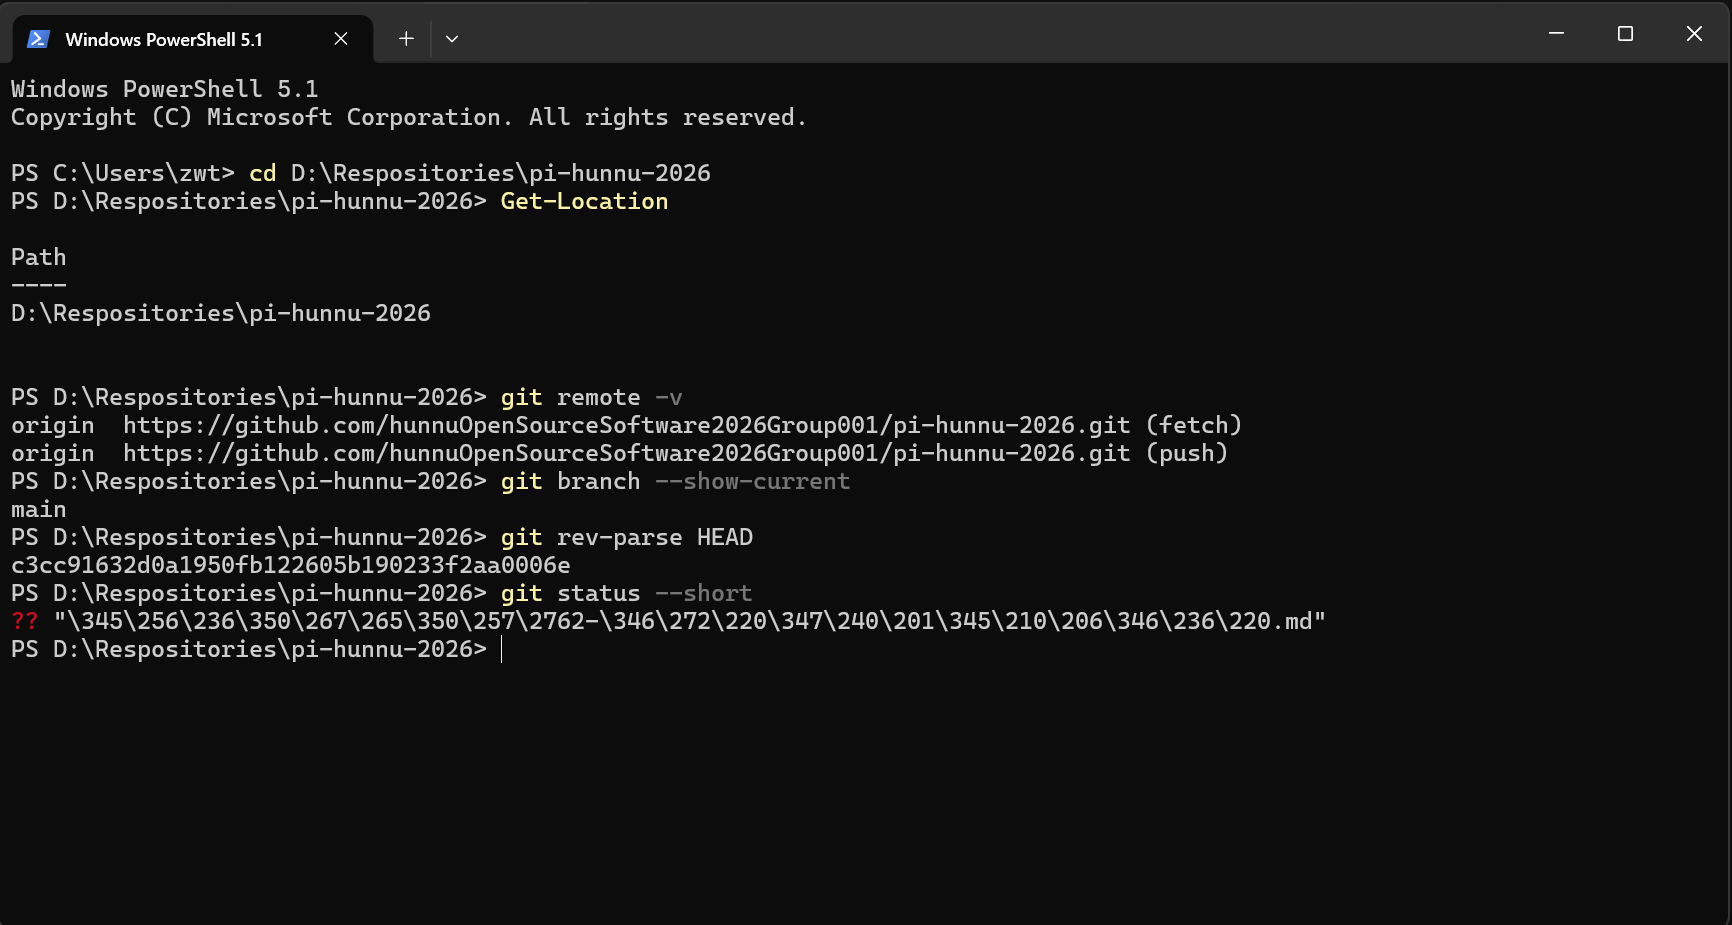 Windows PowerShell 5.1
Windows PowerShell 5.1
Copyright (C) Microsoft Corporation. All rights reserved.
PS C:\Users\zwt> cd D:\Respositories\pi-hunnu-2026
PS D:\Respositories\pi-hunnu-2026> Get-Location
Path
----
D:\Respositories\pi-hunnu-2026
PS D:\Respositories\pi-hunnu-2026> git remote -v
origin  https://github.com/hunnuOpenSourceSoftware2026Group001/pi-hunnu-2026.git (fetch)
origin  https://github.com/hunnuOpenSourceSoftware2026Group001/pi-hunnu-2026.git (push)
PS D:\Respositories\pi-hunnu-2026> git branch --show-current
main
PS D:\Respositories\pi-hunnu-2026> git rev-parse HEAD
c3cc91632d0a1950fb122605b190233f2aa0006e
PS D:\Respositories\pi-hunnu-2026> git status --short
?? "\345\256\236\350\267\265\350\257\2762-\346\272\220\347\240\201\345\210\206\346\236\220.md"
PS D:\Respositories\pi-hunnu-2026>